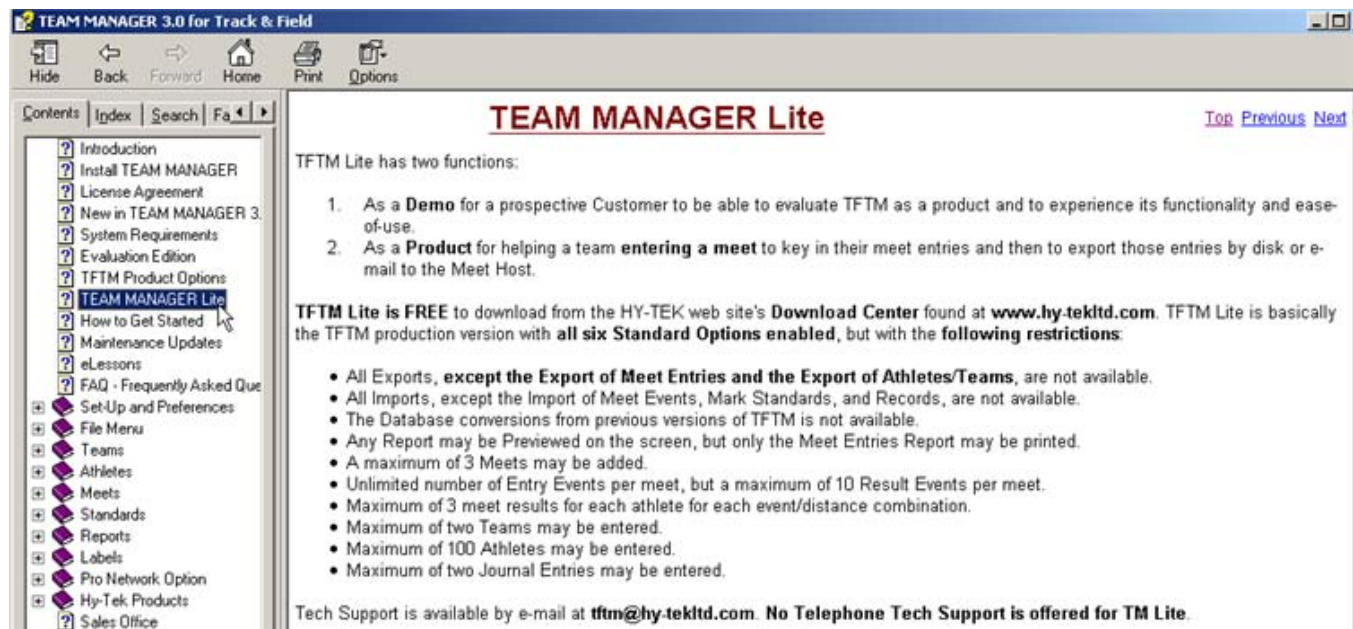 TEAM MANAGER 3.0 for Track & Field
Hide Back Forward Home Print Options
Contents Index Search Fa
Introduction
Install TEAM MANAGER
License Agreement
New in TEAM MANAGER 3.
System Requirements
Evaluation Edition
TFTM Product Options
TEAM MANAGER Lite
How to Get Started
Maintenance Updates
eLessons
FAQ - Frequently Asked Que
Set-Up and Preferences
File Menu
Teams
Athletes
Meets
Standards
Reports
Labels
Pro Network Option
Hy-Tek Products
Sales Office
TEAM MANAGER Lite
Top Previous Next
TFTM Lite has two functions:
1. As a Demo for a prospective Customer to be able to evaluate TFTM as a product and to experience its functionality and ease-
of-use.
2. As a Product for helping a team entering a meet to key in their meet entries and then to export those entries by disk or e-
mail to the Meet Host.
TFTM Lite is FREE to download from the HY-TEK web site's Download Center found at www.hy-tekltd.com. TFTM Lite is basically
the TFTM production version with all six Standard Options enabled, but with the following restrictions:
• All Exports, except the Export of Meet Entries and the Export of Athletes/Teams, are not available.
• All Imports, except the Import of Meet Events, Mark Standards, and Records, are not available.
• The Database conversions from previous versions of TFTM is not available.
• Any Report may be Previewed on the screen, but only the Meet Entries Report may be printed.
• A maximum of 3 Meets may be added.
• Unlimited number of Entry Events per meet, but a maximum of 10 Result Events per meet.
• Maximum of 3 meet results for each athlete for each event/distance combination.
• Maximum of two Teams may be entered.
• Maximum of 100 Athletes may be entered.
• Maximum of two Journal Entries may be entered.
Tech Support is available by e-mail at tftm@hy-tekltd.com. No Telephone Tech Support is offered for TM Lite.